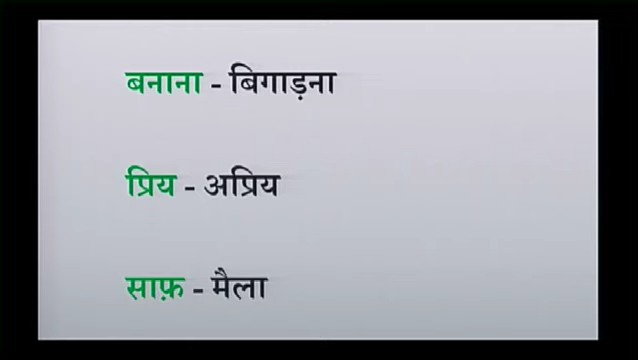 बनाना - बिगाड़ना
प्रिय - अप्रिय
साफ़ - मैला